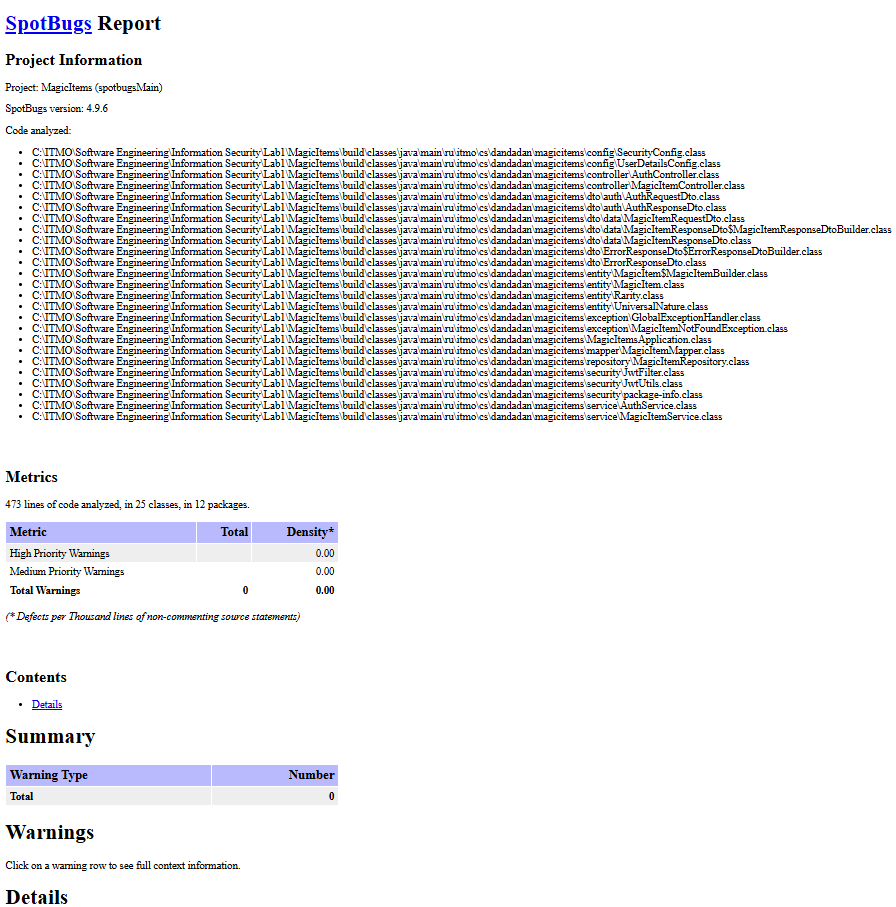 SpotBugs Report
Project Information
Project: MagicItems (spotbugsMain)
SpotBugs version: 4.9.6
Code analyzed:
• C:\ITMO\Software Engineering\Information Security\Lab1\MagicItems\build\classes\java\main\ru\itmo\cs\dandadan\magicitems\config\SecurityConfig.class
• C:\ITMO\Software Engineering\Information Security\Lab1\MagicItems\build\classes\java\main\ru\itmo\cs\dandadan\magicitems\config\UserDetailsConfig.class
• C:\ITMO\Software Engineering\Information Security\Lab1\MagicItems\build\classes\java\main\ru\itmo\cs\dandadan\magicitems\controller\AuthController.class
• C:\ITMO\Software Engineering\Information Security\Lab1\MagicItems\build\classes\java\main\ru\itmo\cs\dandadan\magicitems\controller\MagicItemController.class
• C:\ITMO\Software Engineering\Information Security\Lab1\MagicItems\build\classes\java\main\ru\itmo\cs\dandadan\magicitems\dto\auth\AuthRequestDto.class
• C:\ITMO\Software Engineering\Information Security\Lab1\MagicItems\build\classes\java\main\ru\itmo\cs\dandadan\magicitems\dto\auth\AuthResponseDto.class
• C:\ITMO\Software Engineering\Information Security\Lab1\MagicItems\build\classes\java\main\ru\itmo\cs\dandadan\magicitems\dto\data\MagicItemRequestDto.class
• C:\ITMO\Software Engineering\Information Security\Lab1\MagicItems\build\classes\java\main\ru\itmo\cs\dandadan\magicitems\dto\data\MagicItemResponseDto$MagicItemResponseDtoBuilder.class
• C:\ITMO\Software Engineering\Information Security\Lab1\MagicItems\build\classes\java\main\ru\itmo\cs\dandadan\magicitems\dto\data\MagicItemResponseDto.class
• C:\ITMO\Software Engineering\Information Security\Lab1\MagicItems\build\classes\java\main\ru\itmo\cs\dandadan\magicitems\dto\ErrorResponseDto$ErrorResponseDtoBuilder.class
• C:\ITMO\Software Engineering\Information Security\Lab1\MagicItems\build\classes\java\main\ru\itmo\cs\dandadan\magicitems\dto\ErrorResponseDto.class
• C:\ITMO\Software Engineering\Information Security\Lab1\MagicItems\build\classes\java\main\ru\itmo\cs\dandadan\magicitems\entity\MagicItem$MagicItemBuilder.class
• C:\ITMO\Software Engineering\Information Security\Lab1\MagicItems\build\classes\java\main\ru\itmo\cs\dandadan\magicitems\entity\MagicItem.class
• C:\ITMO\Software Engineering\Information Security\Lab1\MagicItems\build\classes\java\main\ru\itmo\cs\dandadan\magicitems\entity\Rarity.class
• C:\ITMO\Software Engineering\Information Security\Lab1\MagicItems\build\classes\java\main\ru\itmo\cs\dandadan\magicitems\entity\UniversalNature.class
• C:\ITMO\Software Engineering\Information Security\Lab1\MagicItems\build\classes\java\main\ru\itmo\cs\dandadan\magicitems\exception\GlobalExceptionHandler.class
• C:\ITMO\Software Engineering\Information Security\Lab1\MagicItems\build\classes\java\main\ru\itmo\cs\dandadan\magicitems\exception\MagicItemNotFoundException.class
• C:\ITMO\Software Engineering\Information Security\Lab1\MagicItems\build\classes\java\main\ru\itmo\cs\dandadan\magicitems\MagicItemsApplication.class
• C:\ITMO\Software Engineering\Information Security\Lab1\MagicItems\build\classes\java\main\ru\itmo\cs\dandadan\magicitems\mapper\MagicItemMapper.class
• C:\ITMO\Software Engineering\Information Security\Lab1\MagicItems\build\classes\java\main\ru\itmo\cs\dandadan\magicitems\repository\MagicItemRepository.class
• C:\ITMO\Software Engineering\Information Security\Lab1\MagicItems\build\classes\java\main\ru\itmo\cs\dandadan\magicitems\security\JwtFilter.class
• C:\ITMO\Software Engineering\Information Security\Lab1\MagicItems\build\classes\java\main\ru\itmo\cs\dandadan\magicitems\security\JwtUtils.class
• C:\ITMO\Software Engineering\Information Security\Lab1\MagicItems\build\classes\java\main\ru\itmo\cs\dandadan\magicitems\security\package-info.class
• C:\ITMO\Software Engineering\Information Security\Lab1\MagicItems\build\classes\java\main\ru\itmo\cs\dandadan\magicitems\service\AuthService.class
• C:\ITMO\Software Engineering\Information Security\Lab1\MagicItems\build\classes\java\main\ru\itmo\cs\dandadan\magicitems\service\MagicItemService.class
Metrics
473 lines of code analyzed, in 25 classes, in 12 packages.
Metric Total Density*
High Priority Warnings 0.00
Medium Priority Warnings 0.00
Total Warnings 0 0.00
(* Defects per Thousand lines of non-commenting source statements)
Contents
• Details
Summary
Warning Type Number
Total 0
Warnings
Click on a warning row to see full context information.
Details